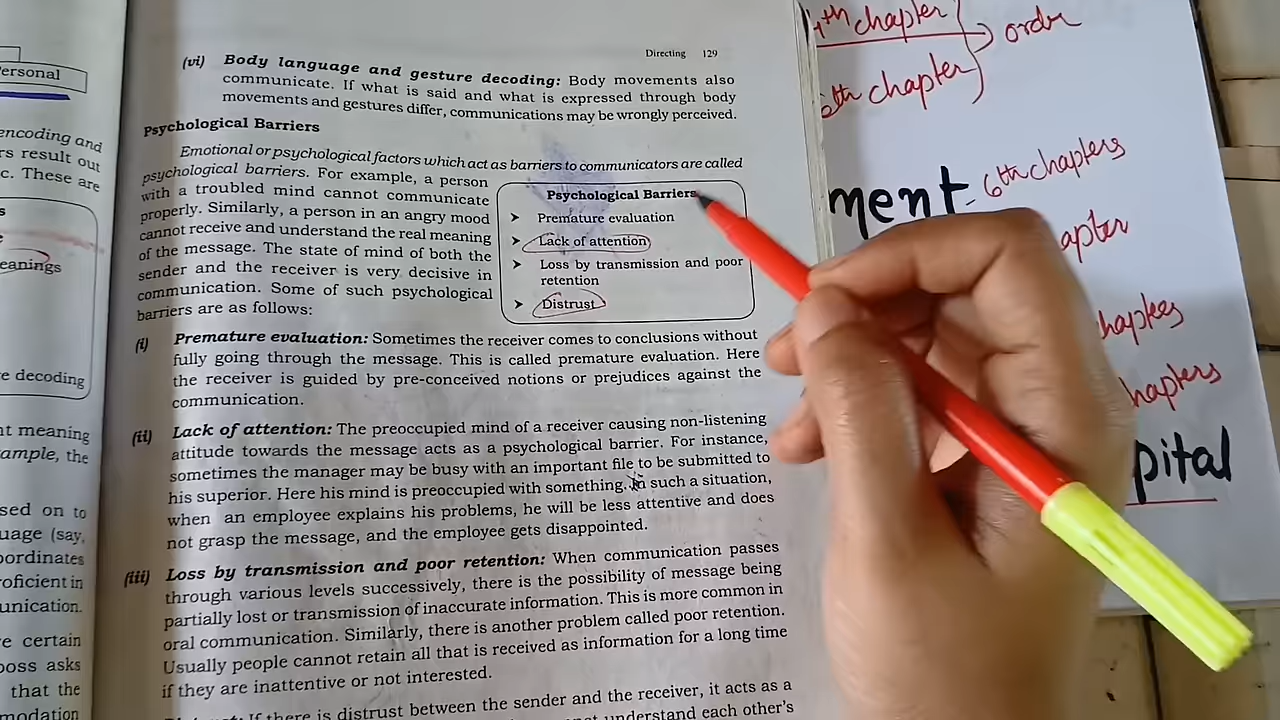 ersonal
encoding and
rs result out
c. These are
s
e
eanings
te decoding
nt meaning
ample, the
sed on to
uage (say,
ordinates
roficient in
unication.
re certain
boss asks
that the
modation
Directing 129
(vi) Body language and gesture decoding: Body movements also
communicate. If what is said and what is expressed through body
movements and gestures differ, communications may be wrongly perceived.
Psychological Barriers
Emotional or psychological factors which act as barriers to communicators are called
psychological barriers. For example, a person
with a troubled mind cannot communicate
properly. Similarly, a person in an angry mood
cannot receive and understand the real meaning
of the message. The state of mind of both the
sender and the receiver is very decisive in
communication. Some of such psychological
barriers are as follows:
Psychological Barriers
➤ Premature evaluation
➤ Lack of attention
➤ Loss by transmission and poor
retention
➤ Distrust
(i) Premature evaluation: Sometimes the receiver comes to conclusions without
fully going through the message. This is called premature evaluation. Here
the receiver is guided by pre-conceived notions or prejudices against the
communication.
(ii) Lack of attention: The preoccupied mind of a receiver causing non-listening
attitude towards the message acts as a psychological barrier. For instance,
sometimes the manager may be busy with an important file to be submitted to
his superior. Here his mind is preoccupied with something. In such a situation,
when an employee explains his problems, he will be less attentive and does
not grasp the message, and the employee gets disappointed.
(iii) Loss by transmission and poor retention: When communication passes
through various levels successively, there is the possibility of message being
partially lost or transmission of inaccurate information. This is more common in
oral communication. Similarly, there is another problem called poor retention.
Usually people cannot retain all that is received as information for a long time
if they are inattentive or not interested.
If there is distrust between the sender and the receiver, it acts as a
understand each other's
th chapter
order
6th chapter
ment - 6th chapters
apter
hapters
hapters
pital